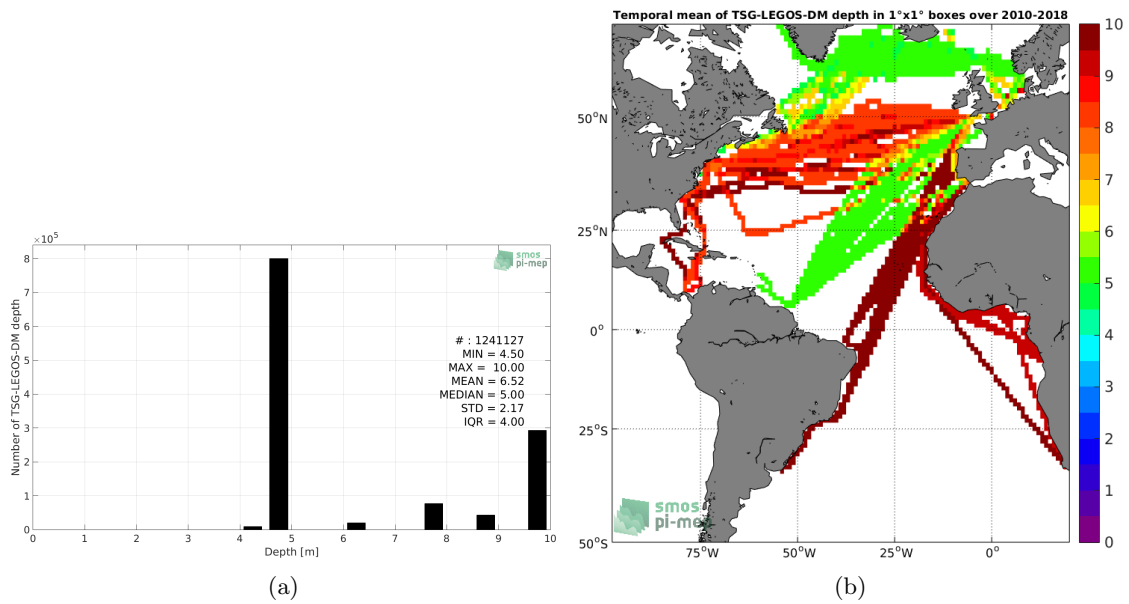 ×10⁵
8
7
6
5
4
3
2
1
0
Number of TSG-LEGOS-DM depth
smos
pi-mep
# : 1241127
MIN = 4.50
MAX = 10.00
MEAN = 6.52
MEDIAN = 5.00
STD = 2.17
IQR = 4.00
0 1 2 3 4 5 6 7 8 9 10
Depth [m]
(a)
Temporal mean of TSG-LEGOS-DM depth in 1°x1° boxes over 2010-2018
50°N
25°N
0°
25°S
50°S
75°W 50°W 25°W 0°
smos
pi-mep
10
9
8
7
6
5
4
3
2
1
0
(b)